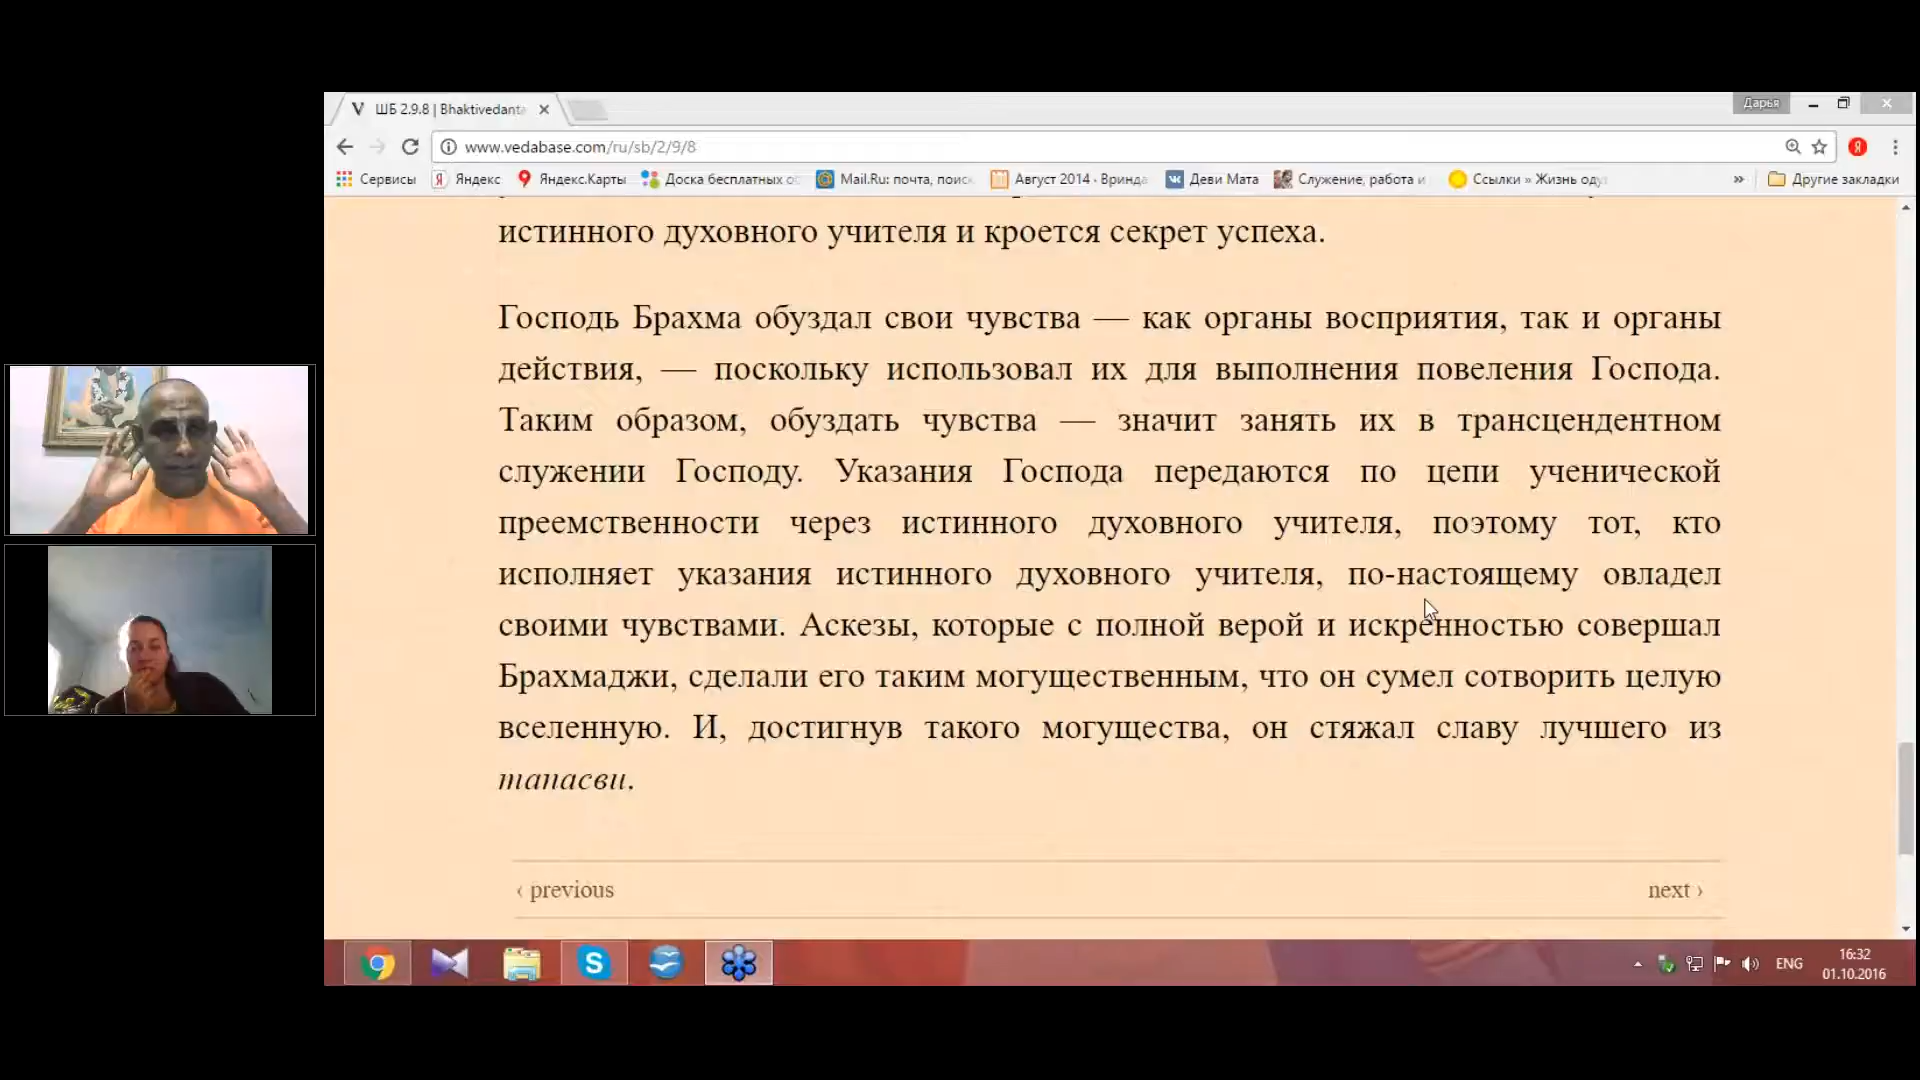 ШБ 2.9.8 | Bhaktivedanta
Дарья
www.vedabase.com/ru/sb/2/9/8
Сервисы Яндекс Яндекс.Карты Доска бесплатных Mail.Ru: почта, поиск Август 2014 - Вринда Деви Мата Служение, работа и Ссылки » Жизнь » Другие закладки
истинного духовного учителя и кроется секрет успеха.
Господь Брахма обуздал свои чувства — как органы восприятия, так и органы
действия, — поскольку использовал их для выполнения повеления Господа.
Таким образом, обуздать чувства — значит занять их в трансцендентном
служении Господу. Указания Господа передаются по цепи ученической
преемственности через истинного духовного учителя, поэтому тот, кто
исполняет указания истинного духовного учителя, по-настоящему овладел
своими чувствами. Аскезы, которые с полной верой и искренностью совершал
Брахмаджи, сделали его таким могущественным, что он сумел сотворить целую
вселенную. И, достигнув такого могущества, он стяжал славу лучшего из
тапасви.
‹ previous next ›
ENG 16:32
01.10.2016